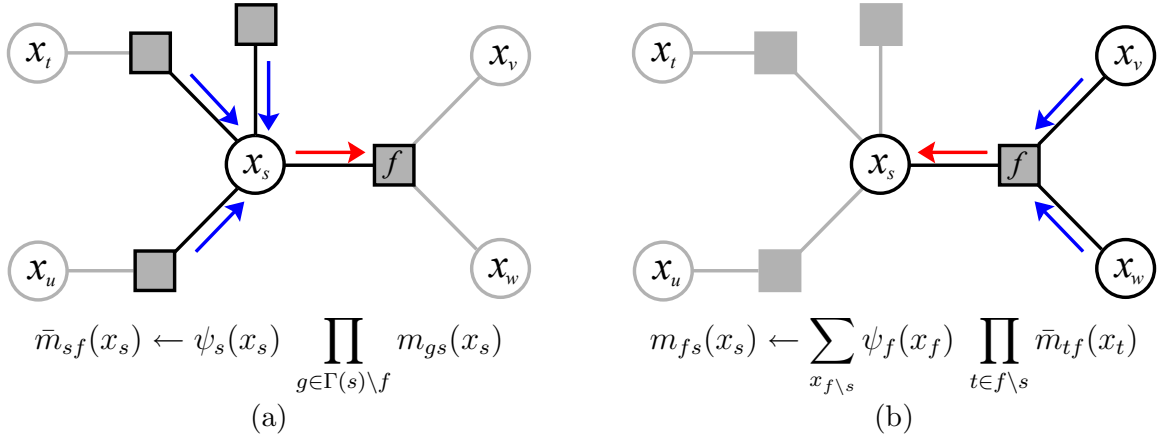 x_t x_v x_t x_v
x_s f x_s f
x_u x_w x_u x_w
m̄_{sf}(x_s) ← ψ_s(x_s) ∏_{g∈Γ(s)\f} m_{gs}(x_s)
m_{fs}(x_s) ← ∑_{x_{f\s}} ψ_f(x_f) ∏_{t∈f\s} m̄_{tf}(x_t)
(a) (b)